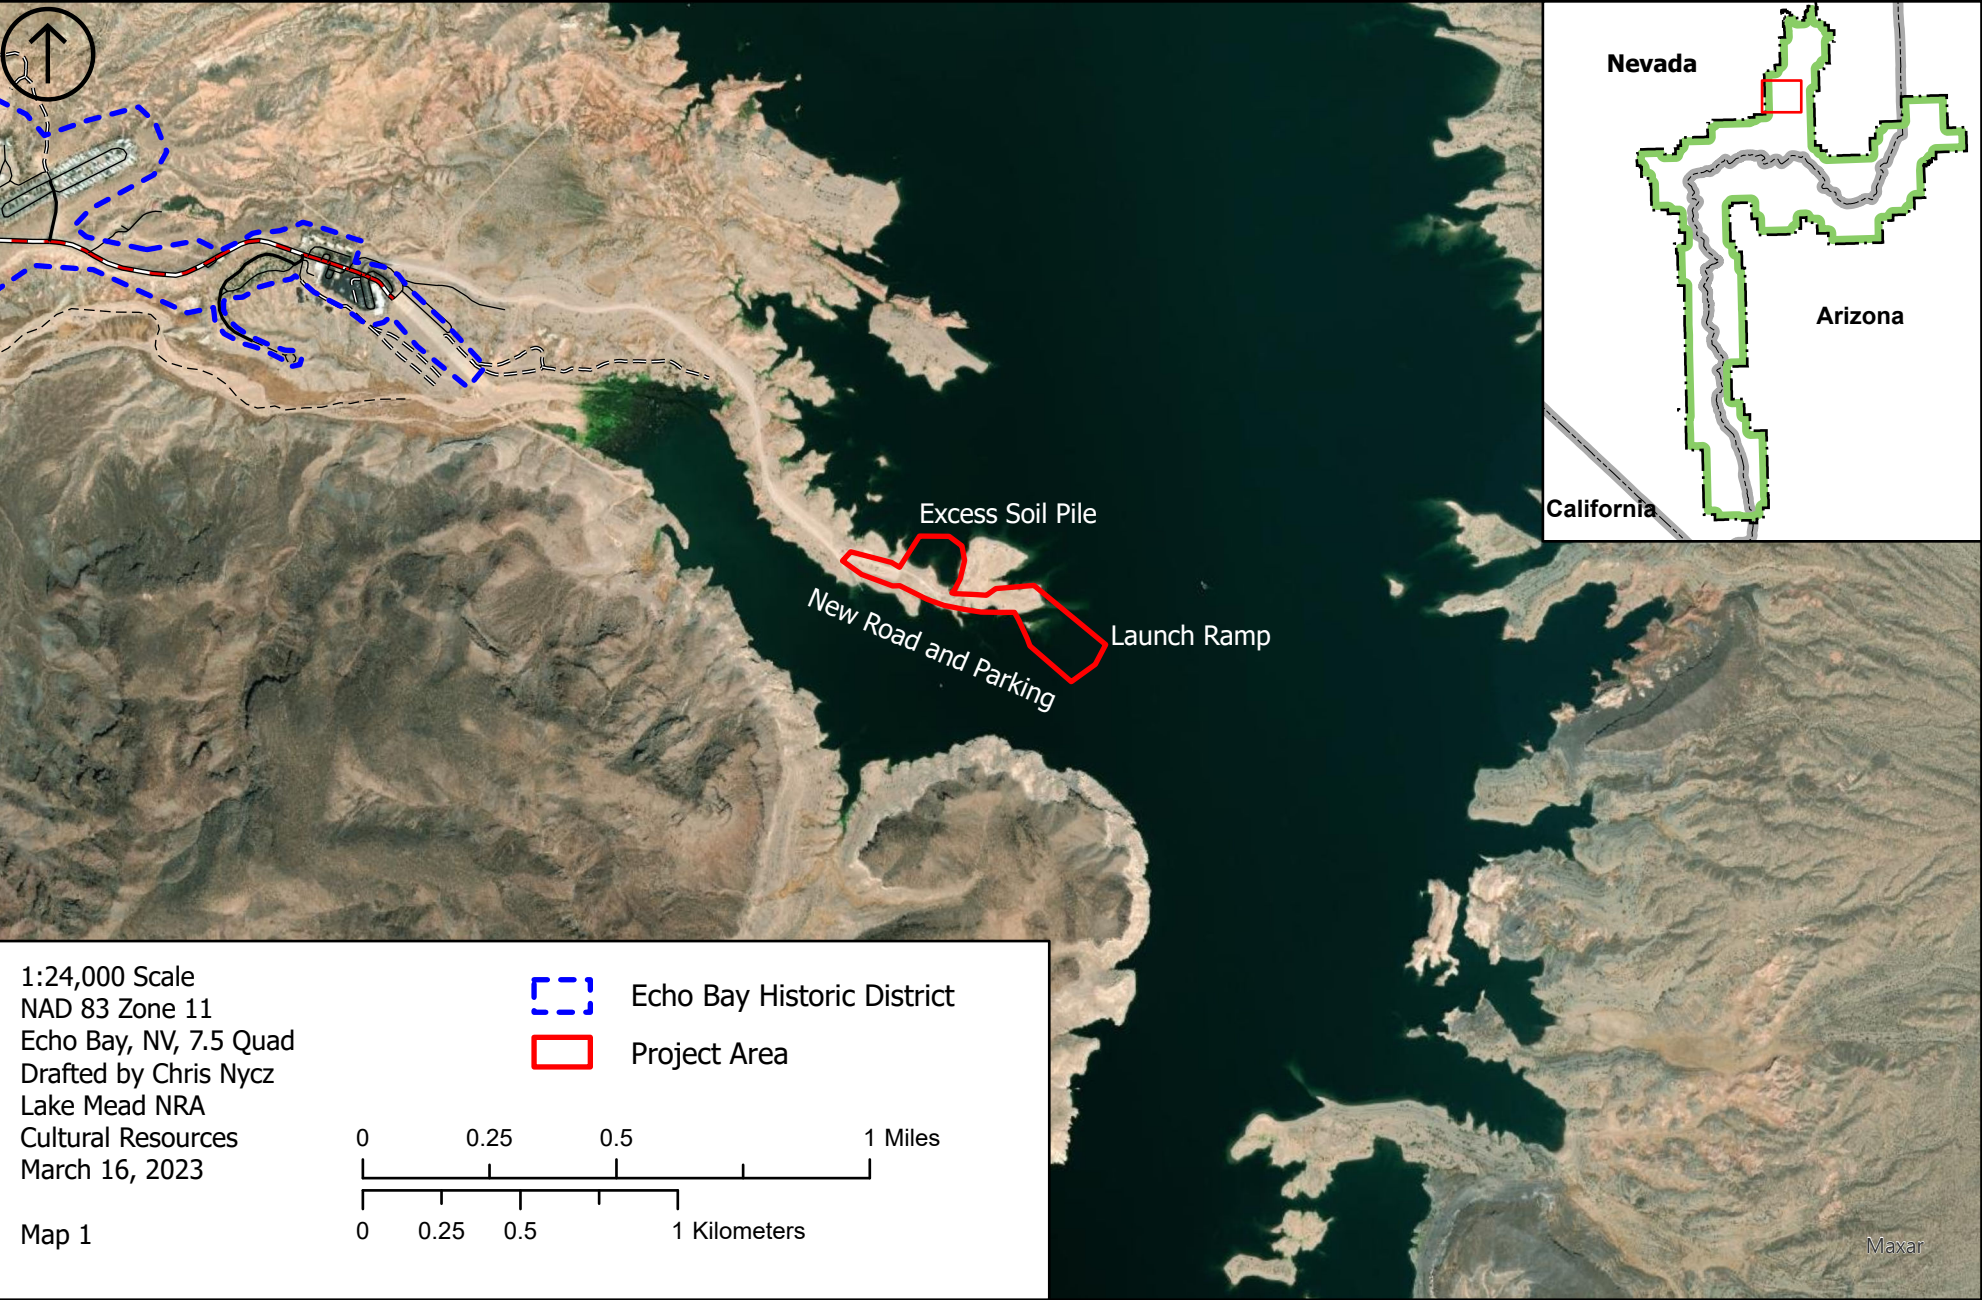 Nevada
Arizona
California
Excess Soil Pile
New Road and Parking
Launch Ramp
1:24,000 Scale
NAD 83 Zone 11
Echo Bay, NV, 7.5 Quad
Drafted by Chris Nycz
Lake Mead NRA
Cultural Resources
March 16, 2023
Map 1
Echo Bay Historic District
Project Area
0 0.25 0.5 1 Miles
0 0.25 0.5 1 Kilometers
Maxar